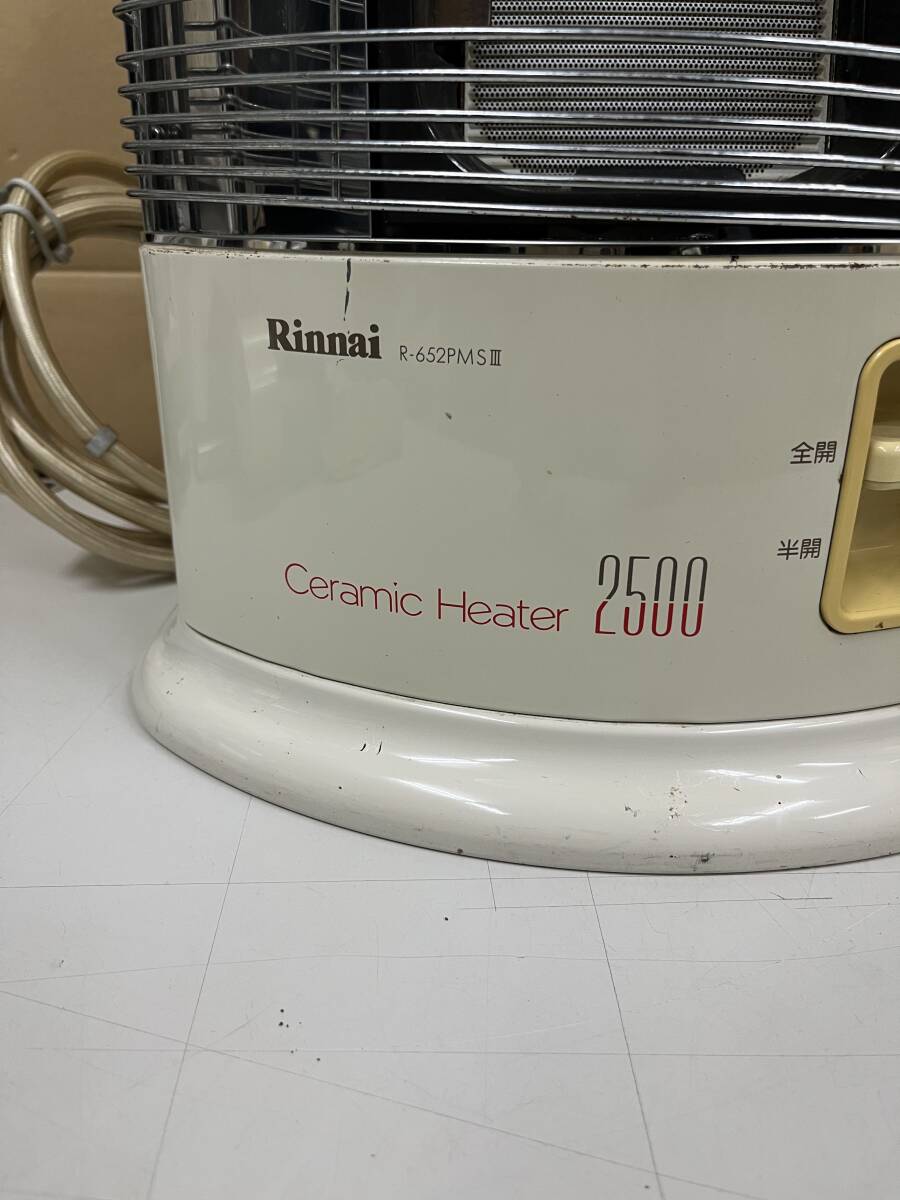 Rinnai R-652PMSⅢ
全開
半開
Ceramic Heater 2500